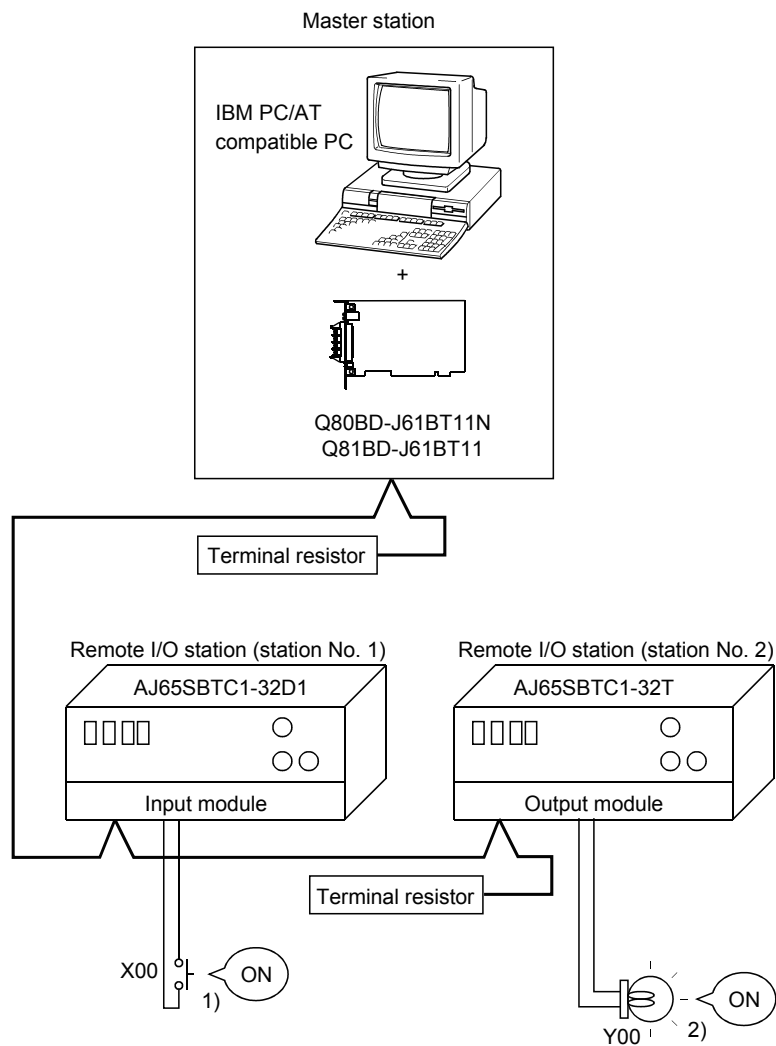 Master station
IBM PC/AT
compatible PC
+
Q80BD-J61BT11N
Q81BD-J61BT11
Terminal resistor
Remote I/O station (station No. 1)
AJ65SBTC1-32D1
Input module
Remote I/O station (station No. 2)
AJ65SBTC1-32T
Output module
Terminal resistor
X00
ON
1)
Y00
ON
2)